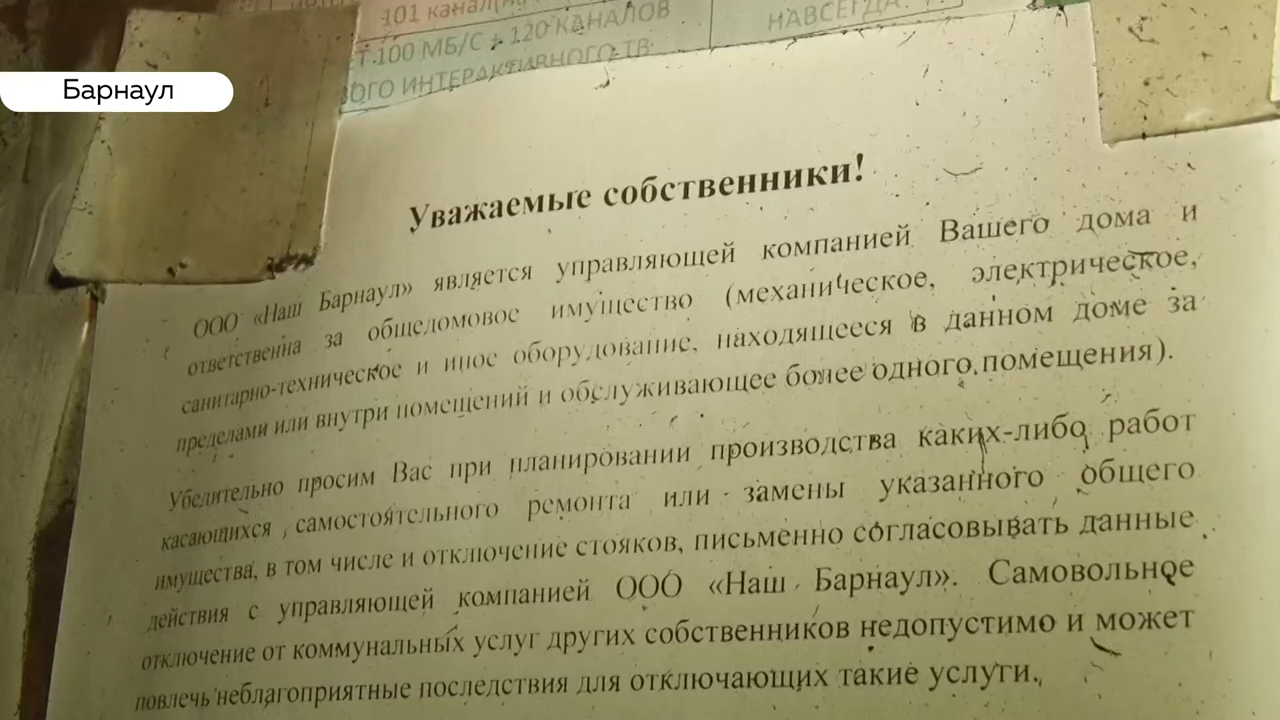 101 канал
100 МБ/С + 120 КАНАЛОВ
НАВСЕГДА
ОГО ИНТЕРАКТИВНОГО ТВ
Барнаул
Уважаемые собственники!
ООО «Наш Барнаул» является управляющей компанией Вашего дома и
ответственна за общедомовое имущество (механическое, электрическое,
санитарно-техническое и иное оборудование, находящееся в данном доме за
пределами или внутри помещений и обслуживающее более одного помещения).
Убедительно просим Вас при планировании производства каких-либо работ
касающихся самостоятельного ремонта или замены указанного общего
имущества, в том числе и отключение стояков, письменно согласовывать данные
действия с управляющей компанией ООО «Наш Барнаул». Самовольное
отключение от коммунальных услуг других собственников недопустимо и может
повлечь неблагоприятные последствия для отключающих такие услуги.